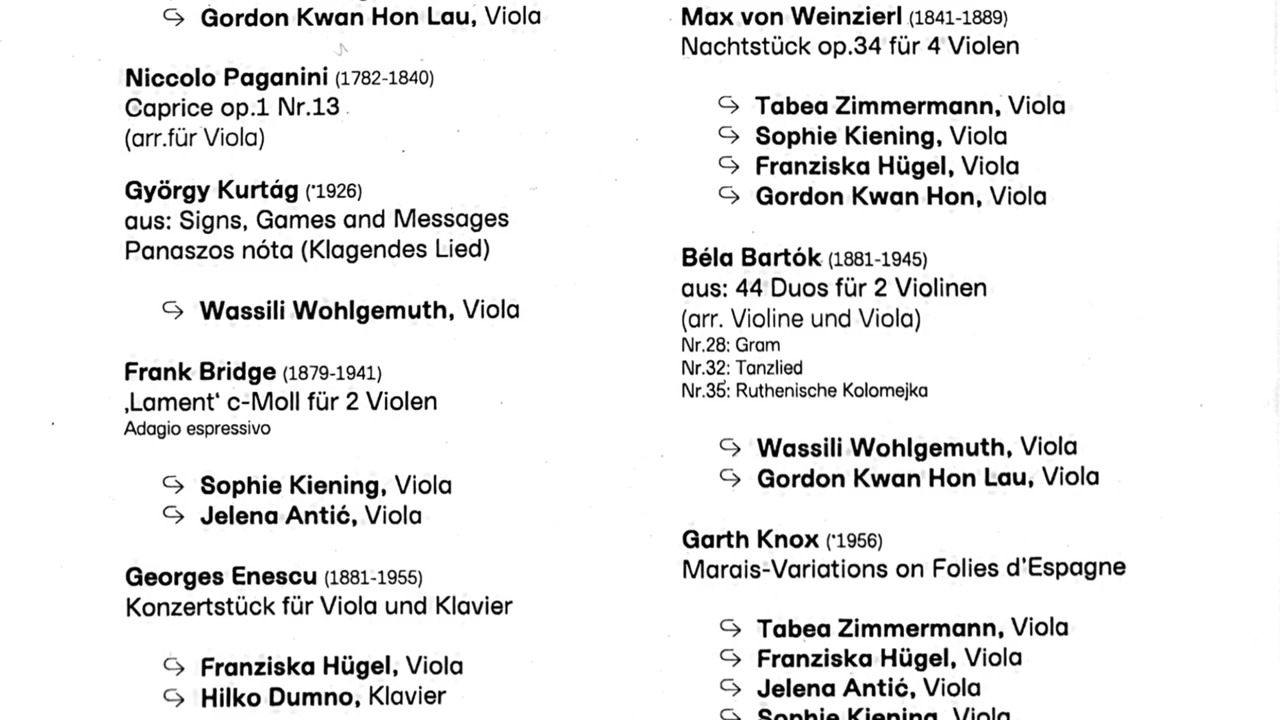 Gordon Kwan Hon Lau, Viola
Niccolo Paganini (1782-1840)
Caprice op.1 Nr.13
(arr.für Viola)
György Kurtág (*1926)
aus: Signs, Games and Messages
Panaszos nóta (Klagendes Lied)
Wassili Wohlgemuth, Viola
Frank Bridge (1879-1941)
‚Lament‘ c-Moll für 2 Violen
Adagio espressivo
Sophie Kiening, Viola
Jelena Antić, Viola
Georges Enescu (1881-1955)
Konzertstück für Viola und Klavier
Franziska Hügel, Viola
Hilko Dumno, Klavier
Max von Weinzierl (1841-1889)
Nachtstück op.34 für 4 Violen
Tabea Zimmermann, Viola
Sophie Kiening, Viola
Franziska Hügel, Viola
Gordon Kwan Hon, Viola
Béla Bartók (1881-1945)
aus: 44 Duos für 2 Violinen
(arr. Violine und Viola)
Nr.28: Gram
Nr.32: Tanzlied
Nr.35: Ruthenische Kolomejka
Wassili Wohlgemuth, Viola
Gordon Kwan Hon Lau, Viola
Garth Knox (*1956)
Marais-Variations on Folies d'Espagne
Tabea Zimmermann, Viola
Franziska Hügel, Viola
Jelena Antić, Viola
Sophie Kiening, Viola